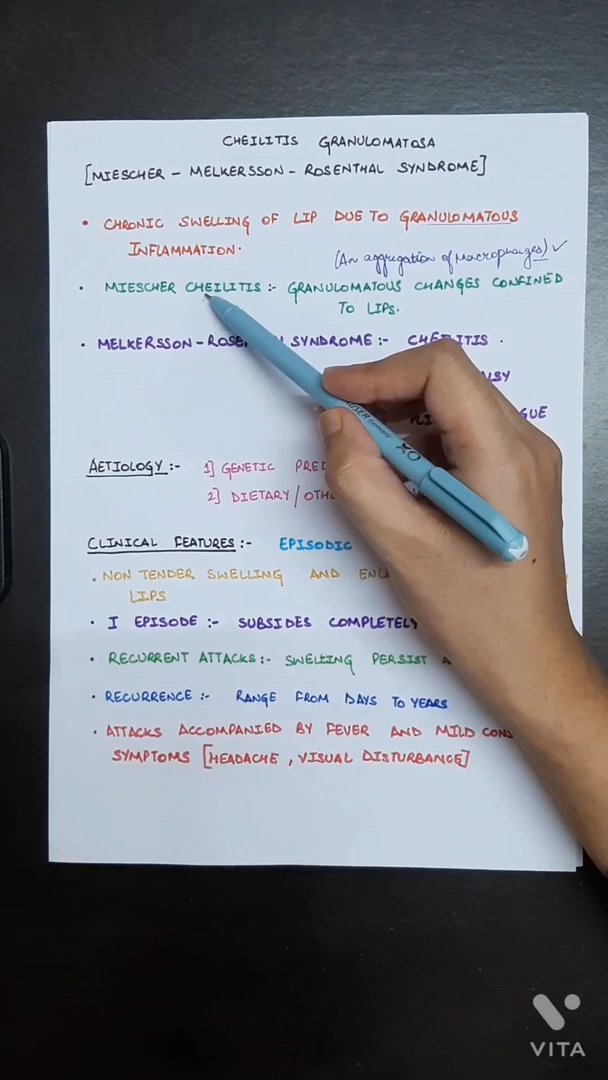 CHEILITIS GRANULOMATOSA
[MIESCHER - MELKERSSON - ROSENTHAL SYNDROME]
• CHRONIC SWELLING OF LIP DUE TO GRANULOMATOUS
INFLAMMATION.
(An aggregation of Macrophages) ✓
• MIESCHER CHEILITIS :- GRANULOMATOUS CHANGES CONFINED
TO LIPS.
• MELKERSSON - SYNDROME :- CHEILITIS .
AETIOLOGY :- 1] GENETIC
2] DIETARY /
CLINICAL FEATURES :- EPISODIC
• NON TENDER SWELLING AND
LIPS
• I EPISODE :- SUBSIDES COMPLETELY
• RECURRENT ATTACKS :- SWELLING PERSIST
• RECURRENCE :- RANGE FROM DAYS TO YEARS
• ATTACKS ACCOMPANIED BY FEVER AND MILD
SYMPTOMS [HEADACHE , VISUAL DISTURBANCE]
VITA